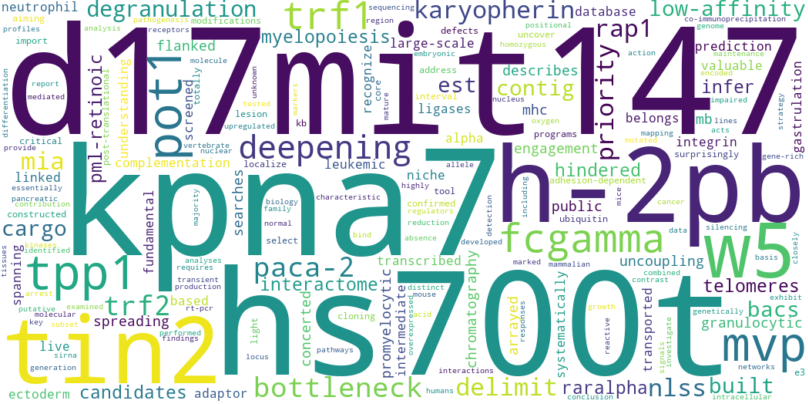 neutrophil degranulation trf1 karyopherin database low-affinity
aiming pathogenesis modifications sequencing region co-immunoprecipitation
profiles analysis receptors myelopoiesis large-scale defects embryonic positional uncover homozygous rap1 prediction genome maintenance encoded
import flanked recognize address valuable action impaired
d17mit147
differentiation mediated report unknown pml-retinoic post-translational understanding pot1 screened totally molecule upregulated lesion vertebrate nuclear tested markers kb core mature est interval describes ligases mhc nucleus contig oxygen programs priority infer belongs mb lines acts mapping mutated strategy gastrulation
provide critical mia complementation deepening alpha engagement integrin surprisingly gene-rich
linked localize leukemic niche hindered adhesion-dependent
essentially pancreatic contribution constructed kpna7 searches biology family normal select allele highly tool characteristic confirmed regulators reduction absence bind developed detection including public ubiquitin mice cancer h-2pb
cargo fundamental majority fcgamma data silencing basis closely
kinases identified transcribed w5 various
tissues spanning tpp1 analyses requires paca-2 uncoupling combined contrast
arrest marked mammalian exhibit
putative examined trf2 based transient production interactome distinct mouse telomeres genetically
molecular subset rt-pcr concerted cloning promyelocytic intermediate overexpressed acid chromatography arrayed responses growth reactive systematically transported signals investigate granulocytic bacs
key spreading hs700t
live performed findings sirna light locus pathways mvp
generation tin2 interactions networks e3
ectoderm candidates adaptor bottleneck humans delimit raralpha nlss built
conclusion intracellular